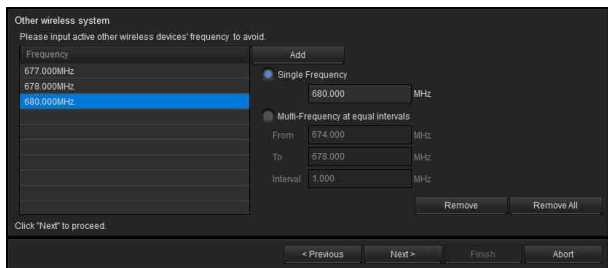 Other wireless system
Please input active other wireless devices' frequency to avoid.
Frequency
677.000MHz
678.000MHz
680.000MHz
Add
Single Frequency
680.000 MHz
Multi-Frequency at equal intervals
From 674.000 MHz
To 678.000 MHz
Interval 1.000 MHz
Remove Remove All
Click "Next" to proceed.
< Previous Next > Finish Abort